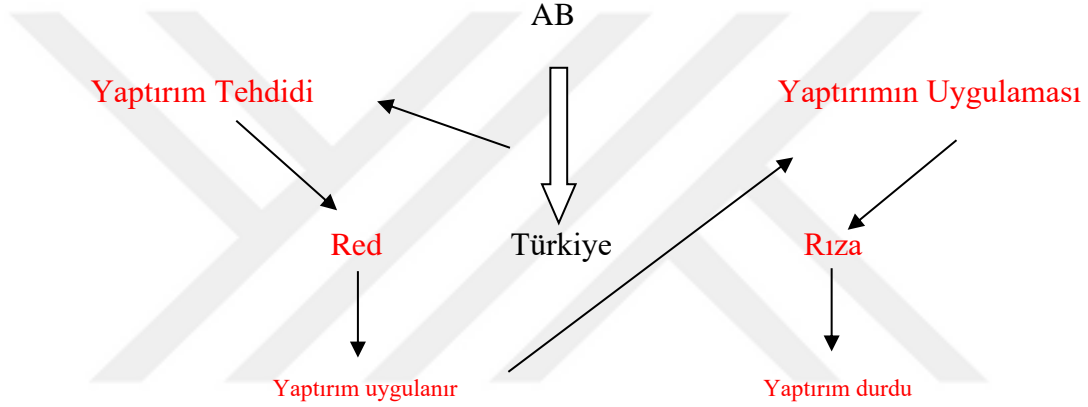 AB
Yaptırım Tehdidi
Yaptırımın Uygulaması
Red
Türkiye
Rıza
Yaptırım uygulanır
Yaptırım durdu